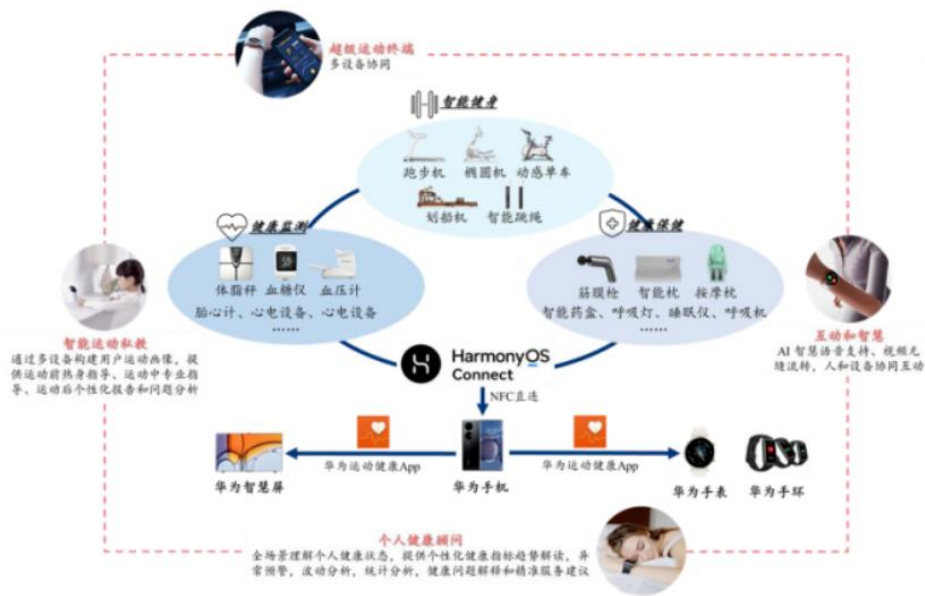 超级运动终端
多设备协同
智能健身
跑步机 椭圆机 动感单车
划船机 智能跳绳
健康监测
体脂秤 血糖仪 血压计
胎心计、心电设备、心电设备
……
健康保健
筋膜枪 智能枕 按摩枕
智能药盒、呼吸灯、睡眠仪、呼吸机
……
智能运动私教
通过多设备构建用户运动画像，提
供运动前热身指导、运动中专业指
导、运动后个性化报告和问题分析
互动和智慧
AI 智慧语音支持、视频无
缝流转，人和设备协同互动
HarmonyOS
Connect
NFC直连
华为运动健康App
华为运动健康App
华为智慧屏
华为手机
华为手表
华为手环
个人健康顾问
全场景理解个人健康状态，提供个性化健康指标趋势解读，异
常预警，波动分析，统计分析，健康问题解释和精准服务建议